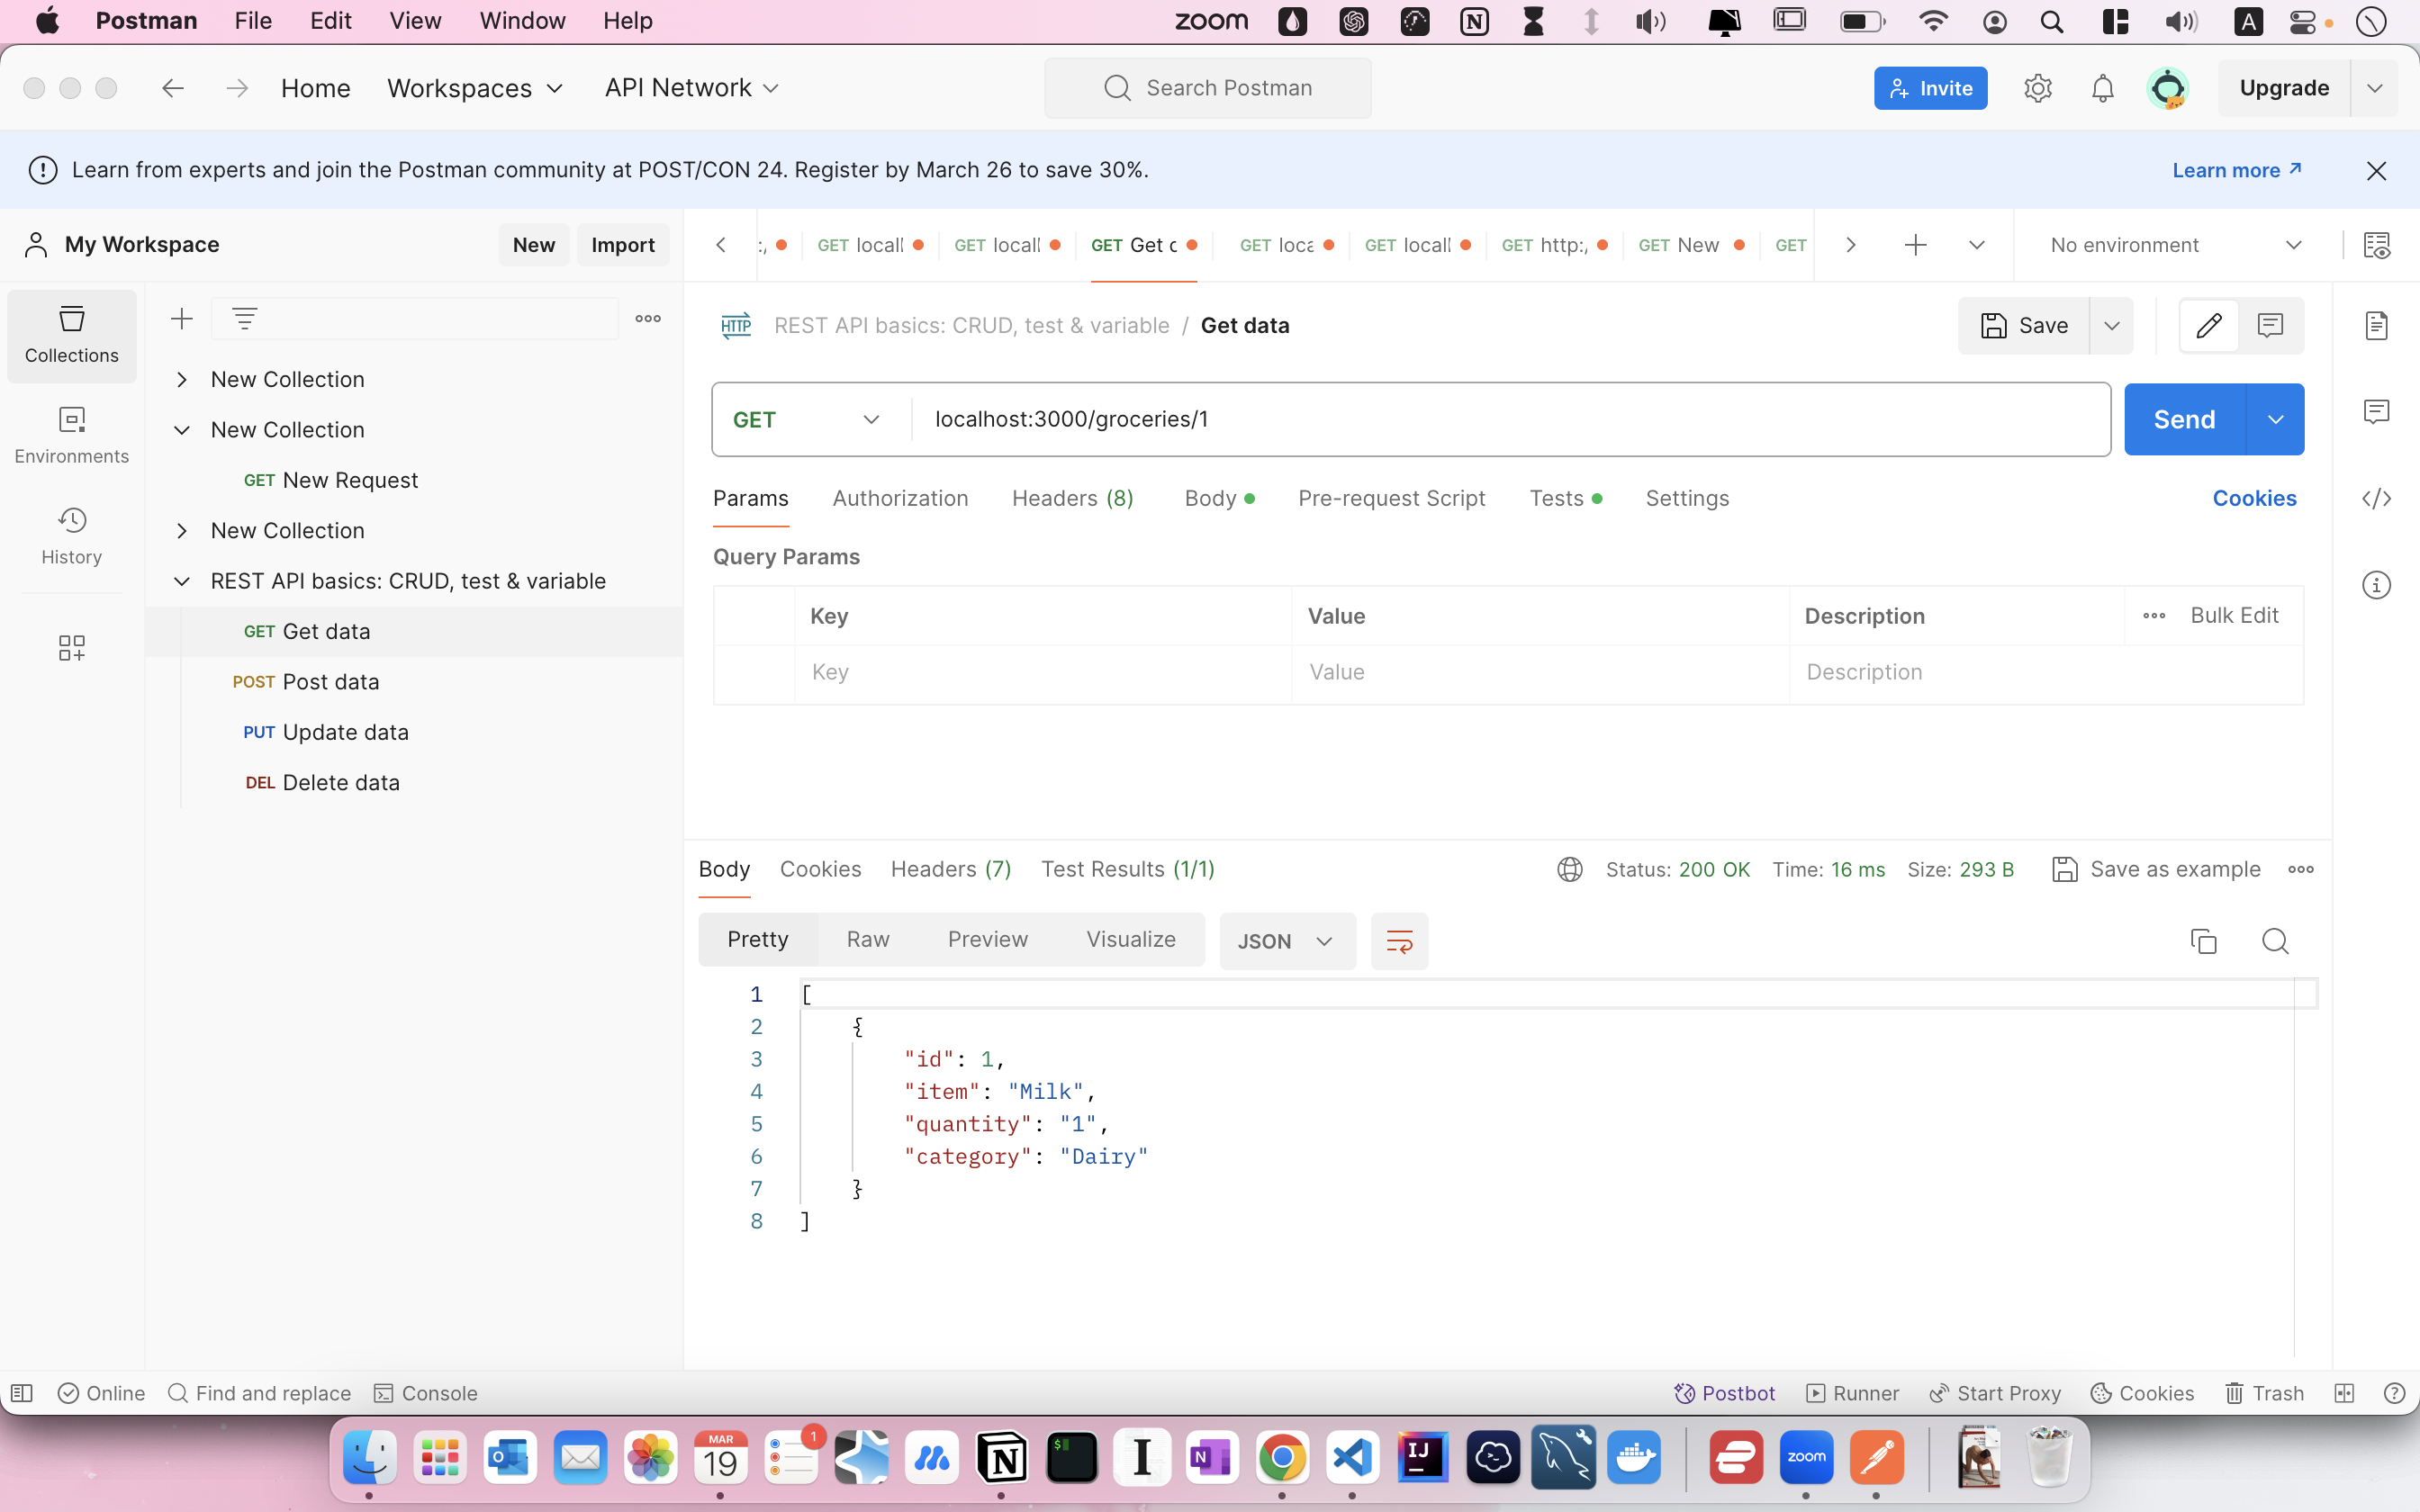 Postman File Edit View Window Help zoom A
Home Workspaces API Network Search Postman Invite Upgrade
Learn from experts and join the Postman community at POST/CON 24. Register by March 26 to save 30%. Learn more
My Workspace New Import GET locall GET locall GET Get GET loca GET locall GET http:, GET New GET No environment
Collections
Environments
History
New Collection
New Collection
GET New Request
New Collection
REST API basics: CRUD, test & variable
GET Get data
POST Post data
PUT Update data
DEL Delete data
HTTP REST API basics: CRUD, test & variable / Get data Save
GET localhost:3000/groceries/1 Send
Params Authorization Headers (8) Body Pre-request Script Tests Settings Cookies
Query Params
Key Value Description Bulk Edit
Key Value Description
Body Cookies Headers (7) Test Results (1/1) Status: 200 OK Time: 16 ms Size: 293 B Save as example
Pretty Raw Preview Visualize JSON
1 [
2 {
3 "id": 1,
4 "item": "Milk",
5 "quantity": "1",
6 "category": "Dairy"
7 }
8 ]
Online Find and replace Console Postbot Runner Start Proxy Cookies Trash
MAR 1
19 IJ zoom